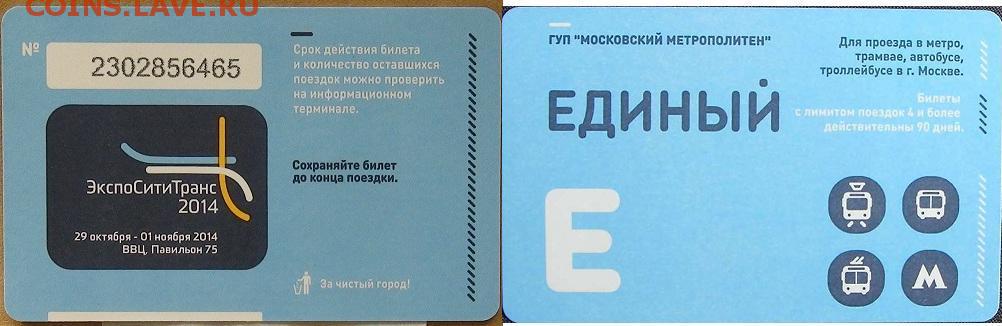 COINS.LAVE.RU
№
2302856465
Срок действия билета
и количество оставшихся
поездок можно проверить
на информационном
терминале.
ЭкспоСитиТранс
2014
29 октября - 01 ноября 2014
ВВЦ, Павильон 75
Сохраняйте билет
до конца поездки.
За чистый город!
ГУП "МОСКОВСКИЙ МЕТРОПОЛИТЕН"
ЕДИНЫЙ
Для проезда в метро,
трамвае, автобусе,
троллейбусе в г. Москве.
Билеты
с лимитом поездок 4 и более
действительны 90 дней.
Е
М